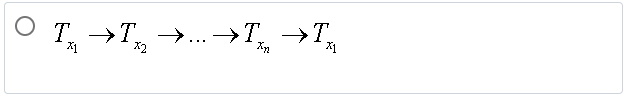 T_{x_1} → T_{x_2} → ... → T_{x_n} → T_{x_1}